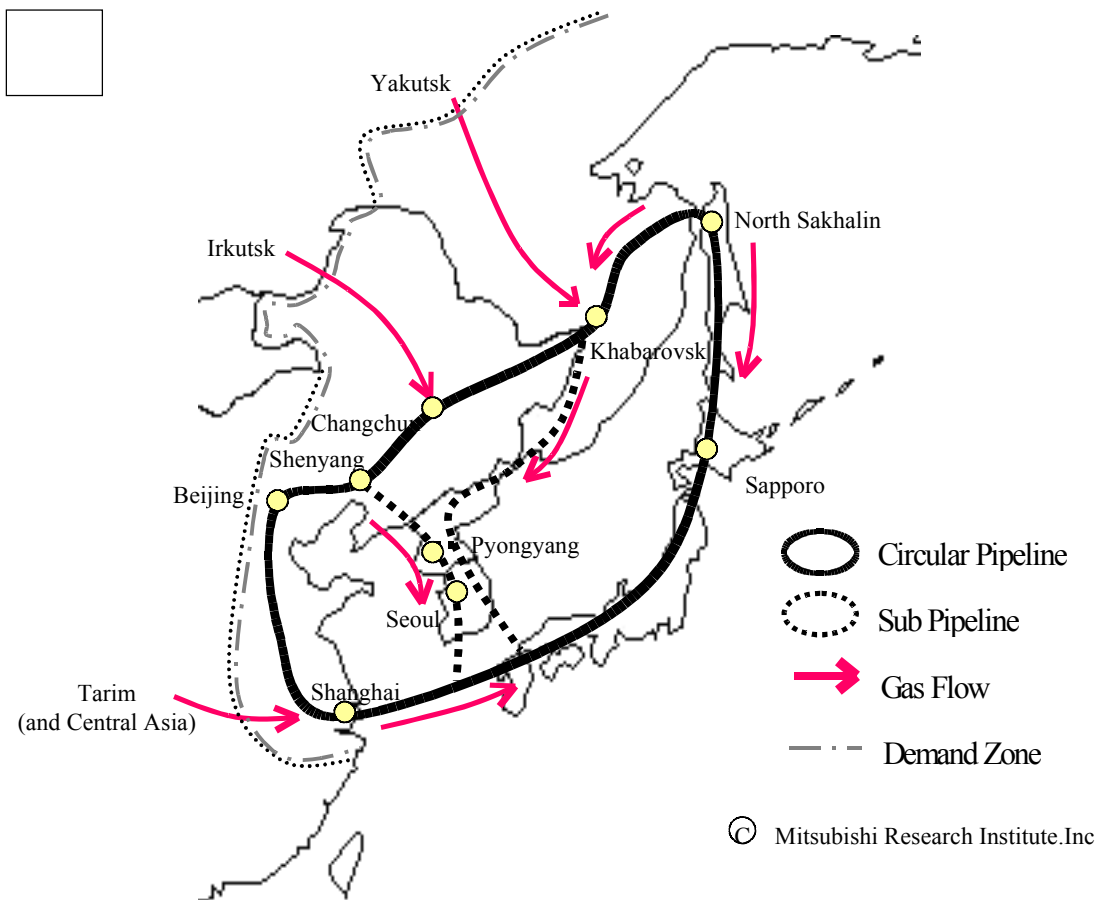 Yakutsk
North Sakhalin
Irkutsk
Khabarovsk
Changchun
Shenyang
Beijing
Sapporo
Pyongyang
Seoul
Shanghai
Tarim
(and Central Asia)
Circular Pipeline
Sub Pipeline
Gas Flow
Demand Zone
© Mitsubishi Research Institute.Inc